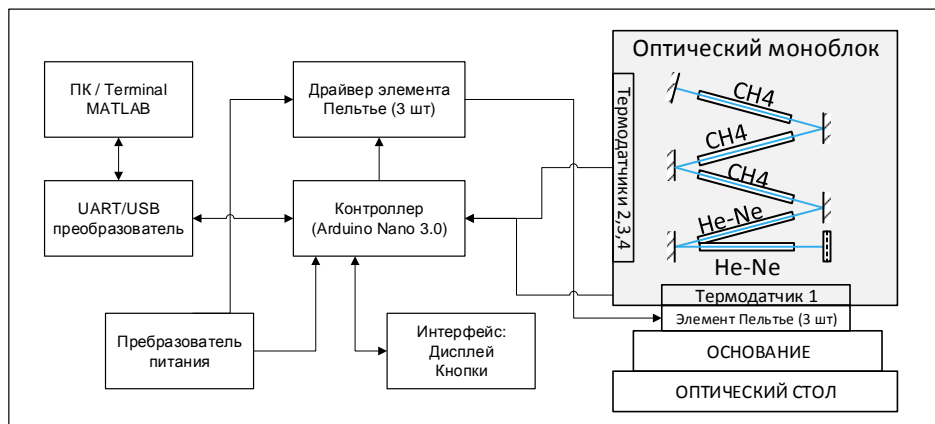 ПК / Terminal
MATLAB
UART/USB
преобразователь
Пребразователь
питания
Драйвер элемента
Пельтье (3 шт)
Контроллер
(Arduino Nano 3.0)
Интерфейс:
Дисплей
Кнопки
Оптический моноблок
Термодатчики 2,3,4
CH4
CH4
CH4
He-Ne
He-Ne
Термодатчик 1
Элемент Пельтье (3 шт)
ОСНОВАНИЕ
ОПТИЧЕСКИЙ СТОЛ